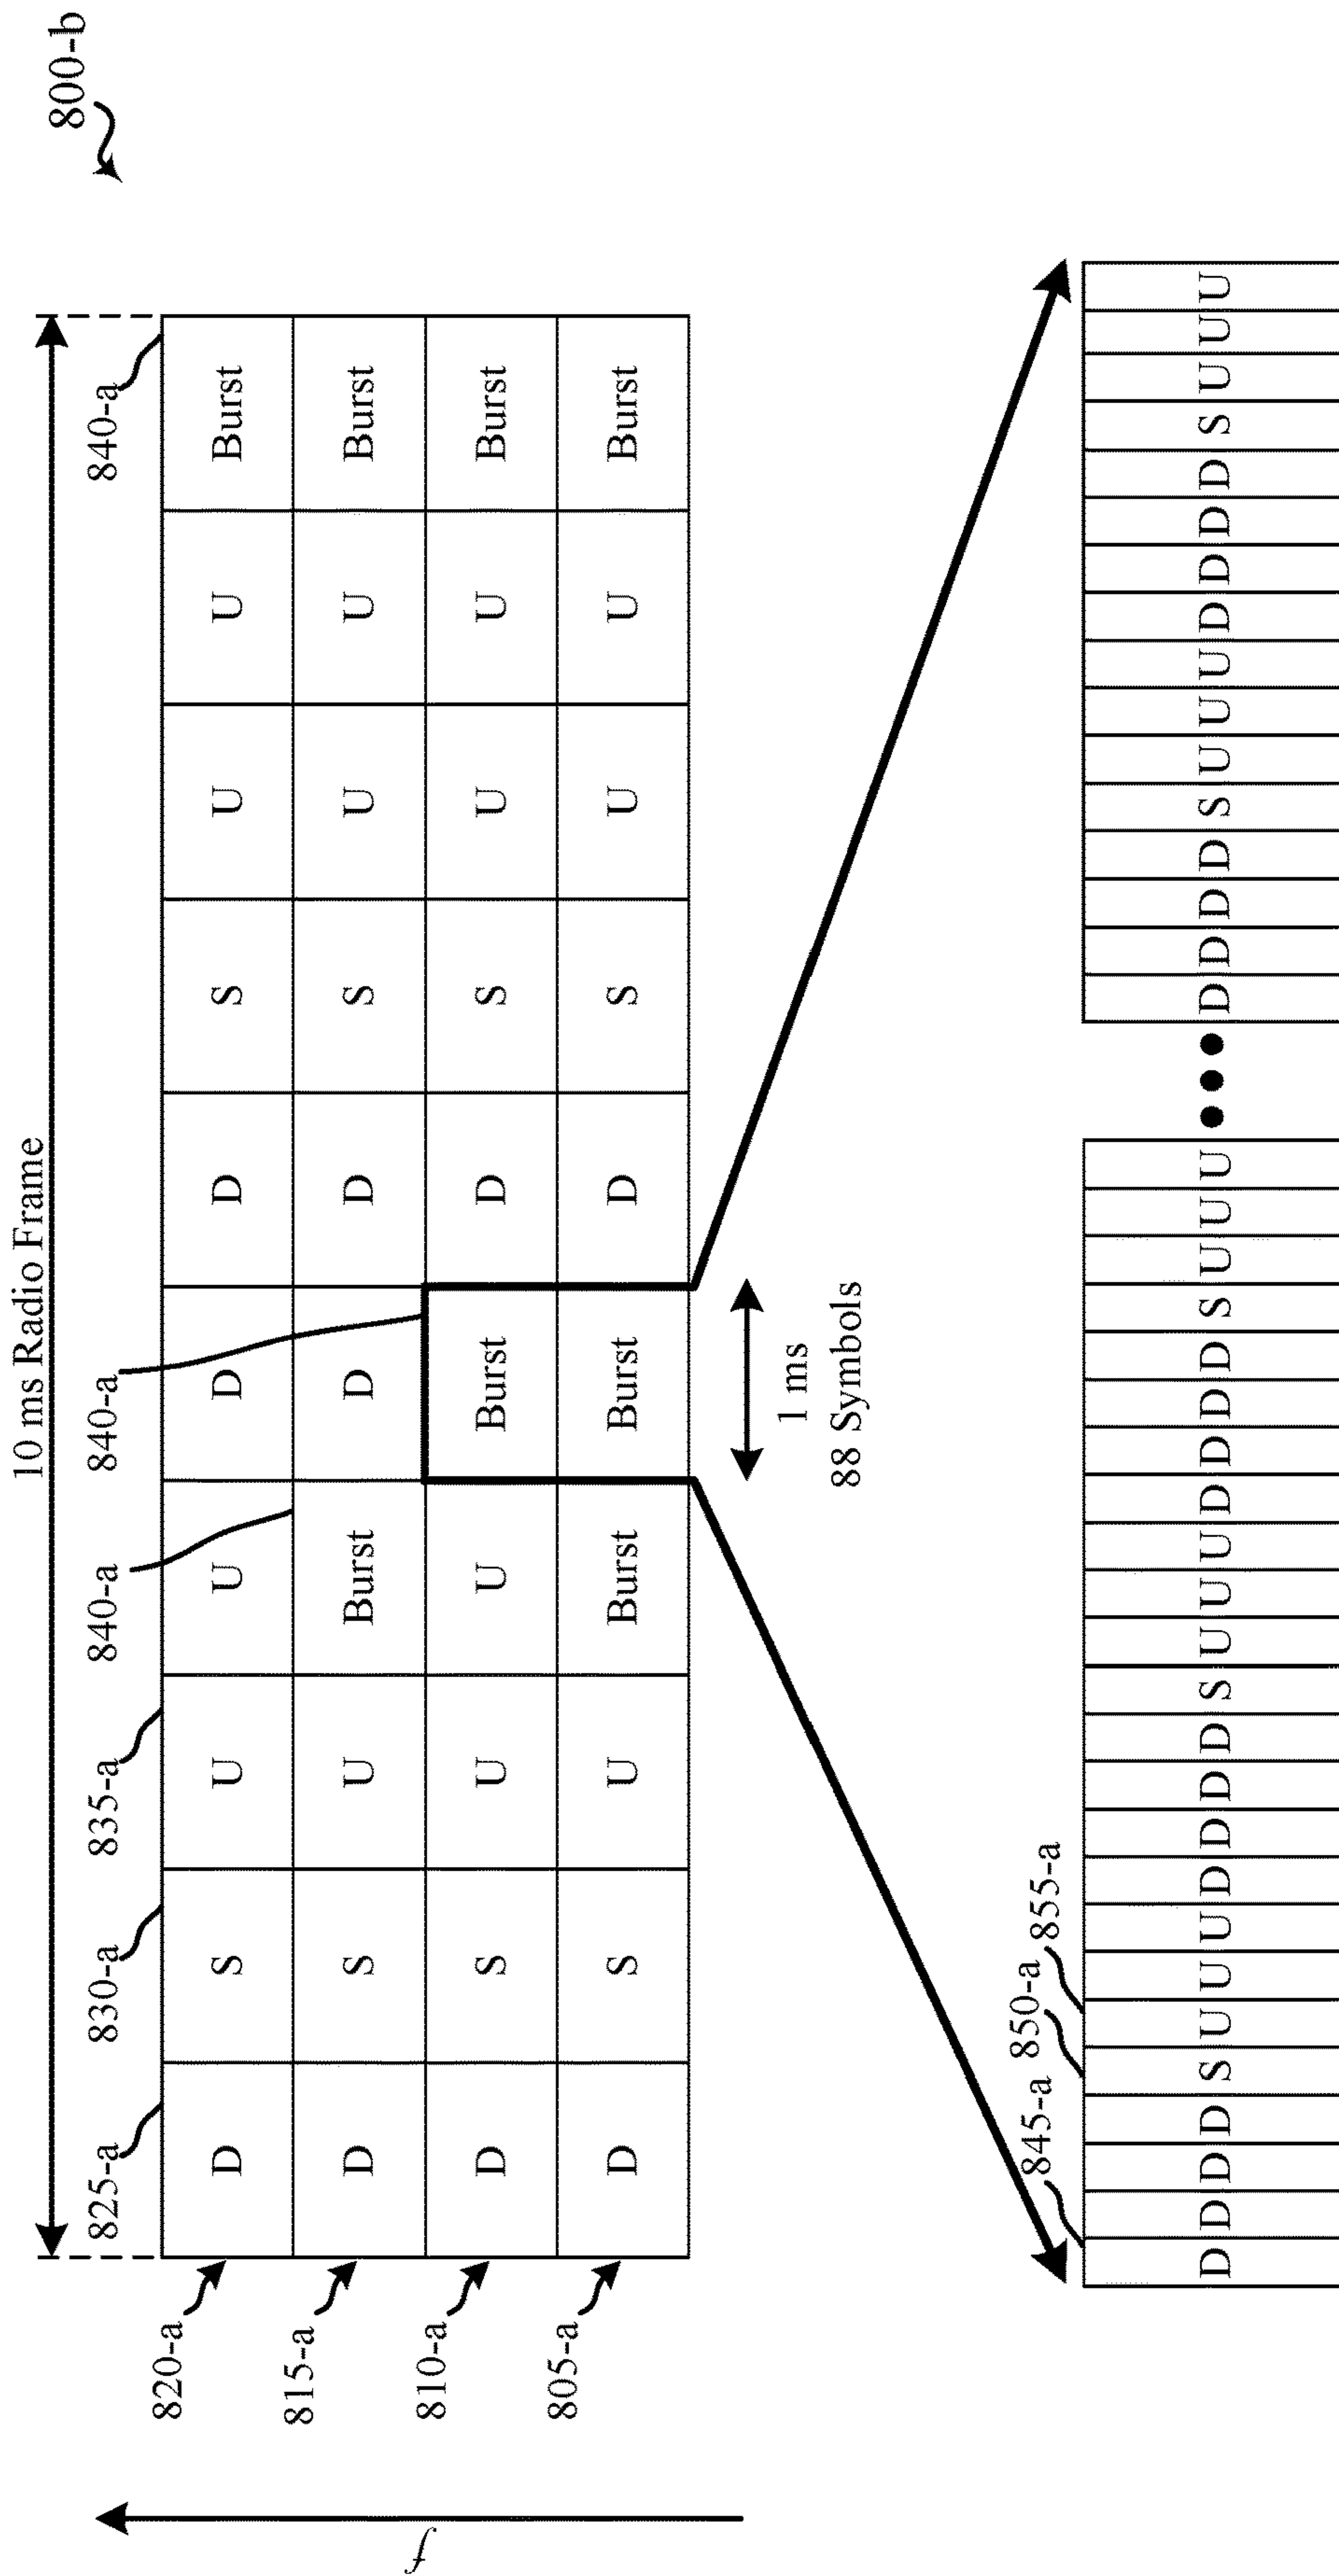 800-b
10 ms Radio Frame
825-a 830-a 835-a 840-a 840-a 840-a
820-a D S U U D D S U U Burst
815-a D S U Burst D D S U U Burst
810-a D S U U Burst D S U U Burst
805-a D S U Burst Burst D S U U Burst
f
1 ms
88 Symbols
845-a 850-a 855-a
D D D D S U U U D D D D S U U U D D D D S U U U ••• D D D D S U U U D D D D S U U U